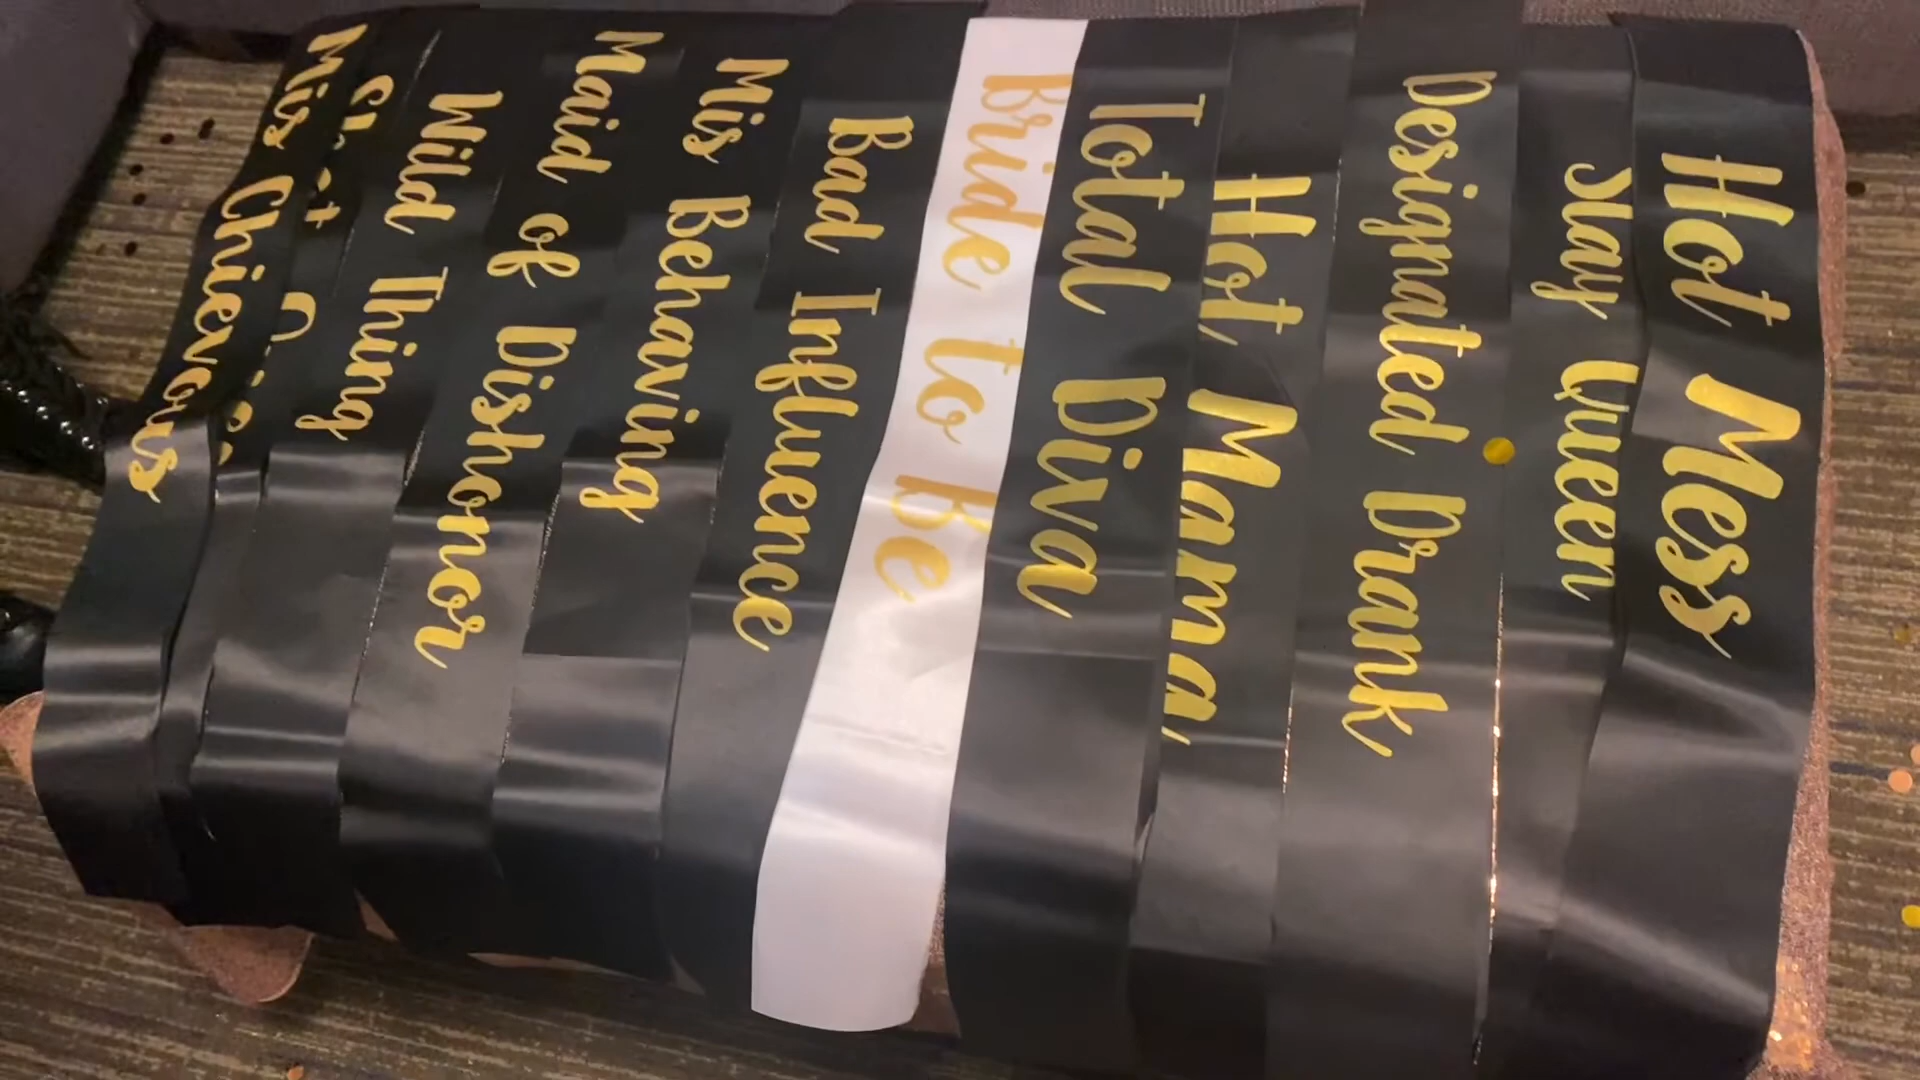 Mis Chievous
Wild Thing
Maid of Dishonor
Mis Behaving
Bad Influence
Bride to Be
Total Diva
Hot Mama
Designated Drank
Slay Queen
Hot Mess